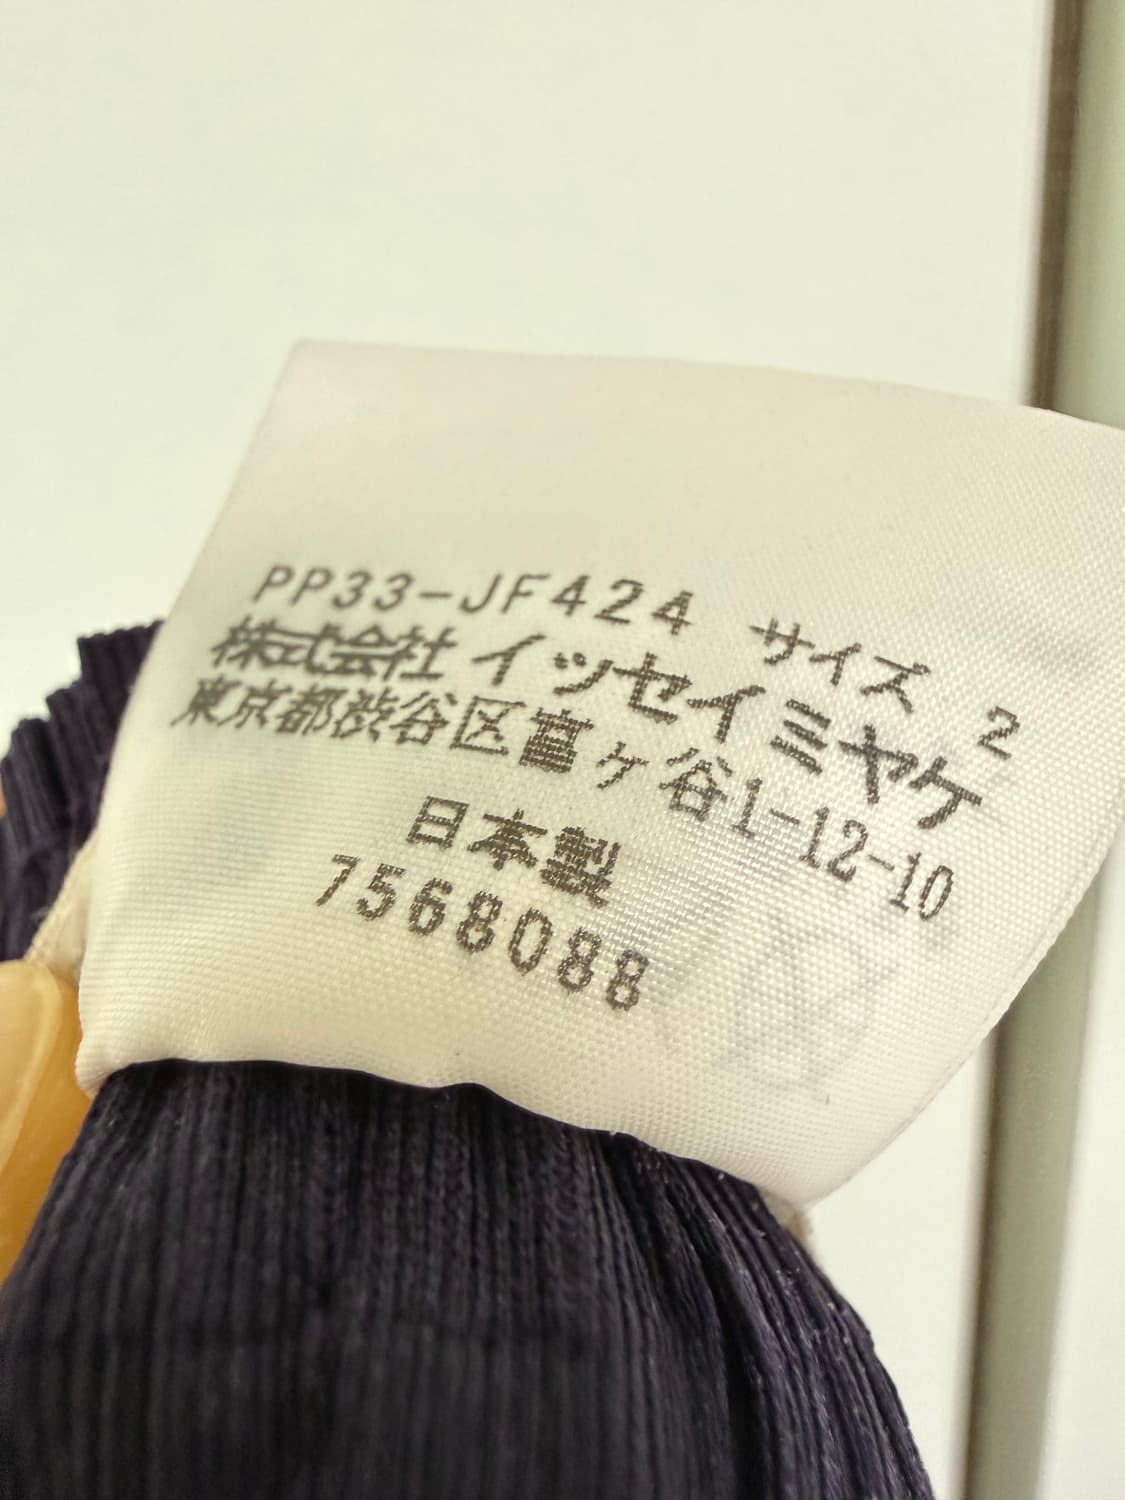 PP33-JF424 サイズ 2
株式会社 イッセイミヤケ
東京都渋谷区富ヶ谷1-12-10
日本製
7568088